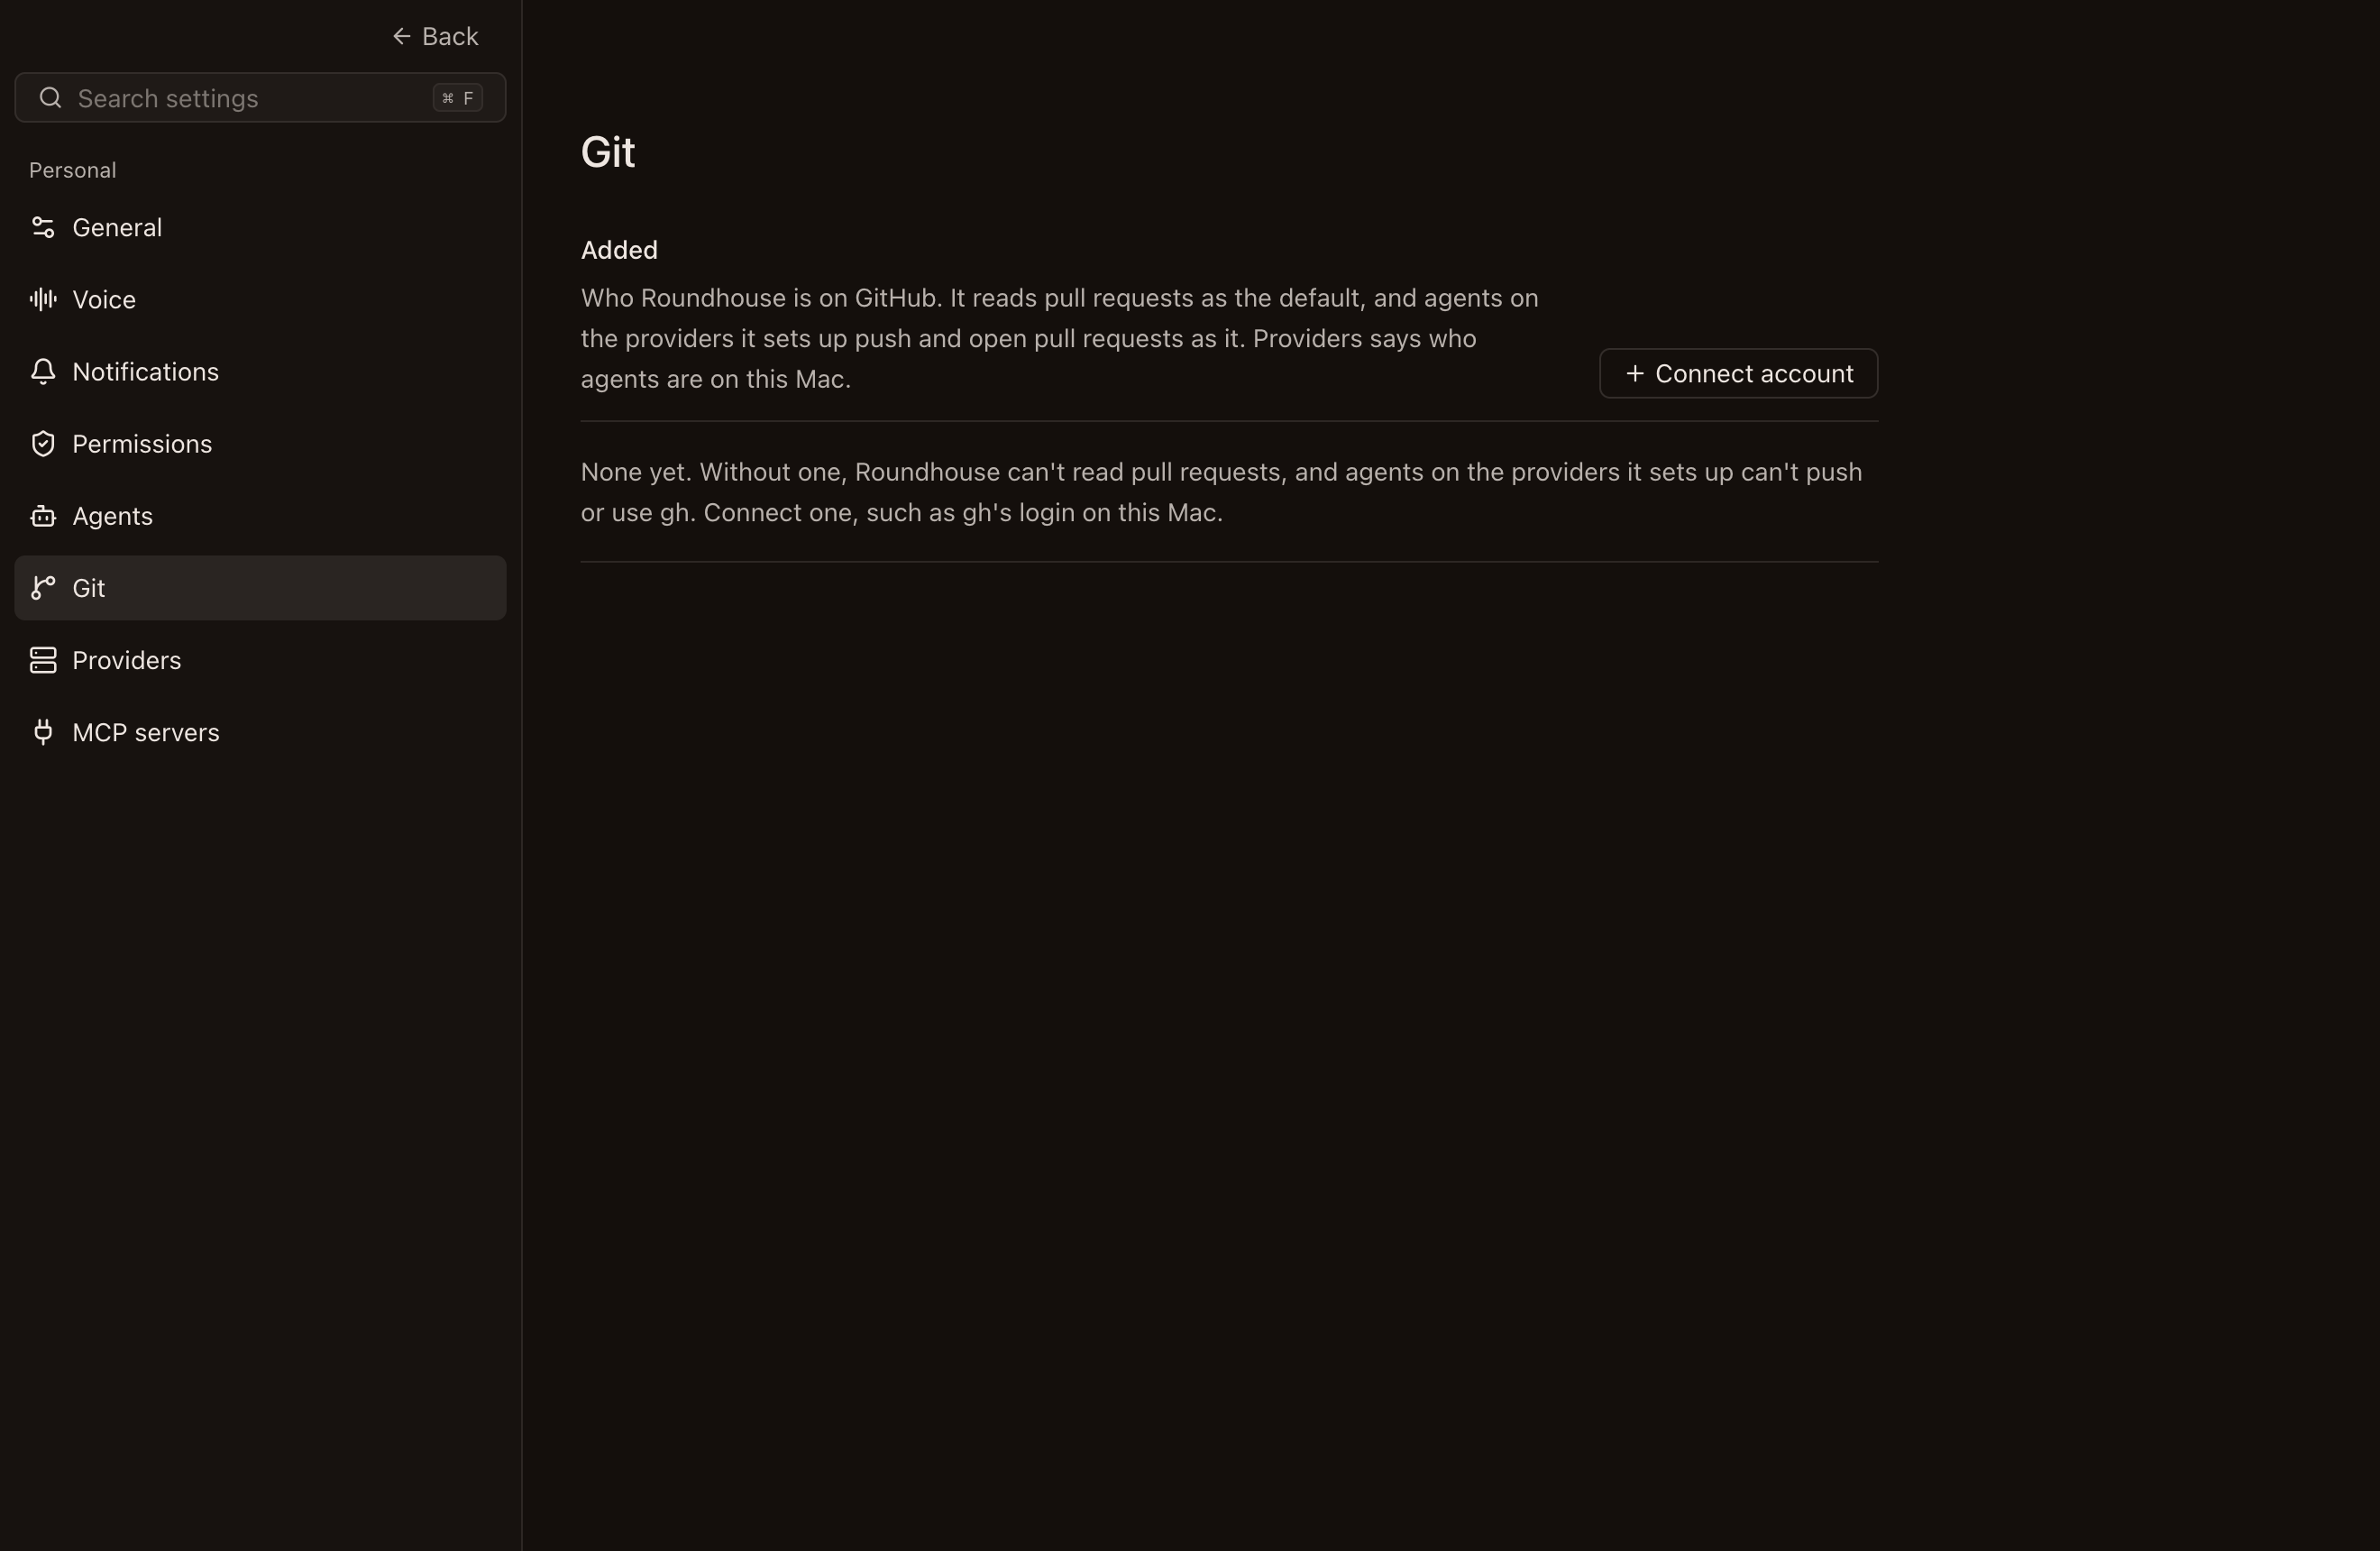 Back
Search settings
⌘ F
Personal
General
Voice
Notifications
Permissions
Agents
Git
Providers
MCP servers
Git
Added
Who Roundhouse is on GitHub. It reads pull requests as the default, and agents on
the providers it sets up push and open pull requests as it. Providers says who
agents are on this Mac.
Connect account
None yet. Without one, Roundhouse can't read pull requests, and agents on the providers it sets up can't push
or use gh. Connect one, such as gh's login on this Mac.